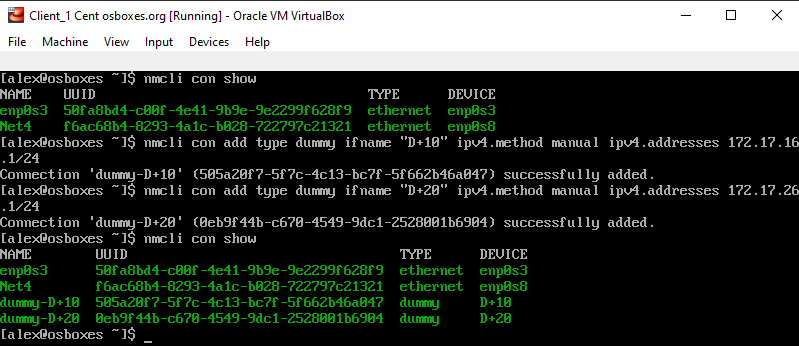 Client_1 Cent osboxes.org [Running] - Oracle VM VirtualBox
File Machine View Input Devices Help
[alex@osboxes ~]$ nmcli con show
NAME UUID TYPE DEVICE
enp0s3 50fa8bd4-c00f-4e41-9b9e-9e2299f628f9 ethernet enp0s3
Net4 f6ac68b4-8293-4a1c-b028-722797c21321 ethernet enp0s8
[alex@osboxes ~]$ nmcli con add type dummy ifname "D+10" ipv4.method manual ipv4.addresses 172.17.16
.1/24
Connection 'dummy-D+10' (505a20f7-5f7c-4c13-bc7f-5f662b46a047) successfully added.
[alex@osboxes ~]$ nmcli con add type dummy ifname "D+20" ipv4.method manual ipv4.addresses 172.17.26
.1/24
Connection 'dummy-D+20' (0eb9f44b-c670-4549-9dc1-2528001b6904) successfully added.
[alex@osboxes ~]$ nmcli con show
NAME UUID TYPE DEVICE
enp0s3 50fa8bd4-c00f-4e41-9b9e-9e2299f628f9 ethernet enp0s3
Net4 f6ac68b4-8293-4a1c-b028-722797c21321 ethernet enp0s8
dummy-D+10 505a20f7-5f7c-4c13-bc7f-5f662b46a047 dummy D+10
dummy-D+20 0eb9f44b-c670-4549-9dc1-2528001b6904 dummy D+20
[alex@osboxes ~]$ _